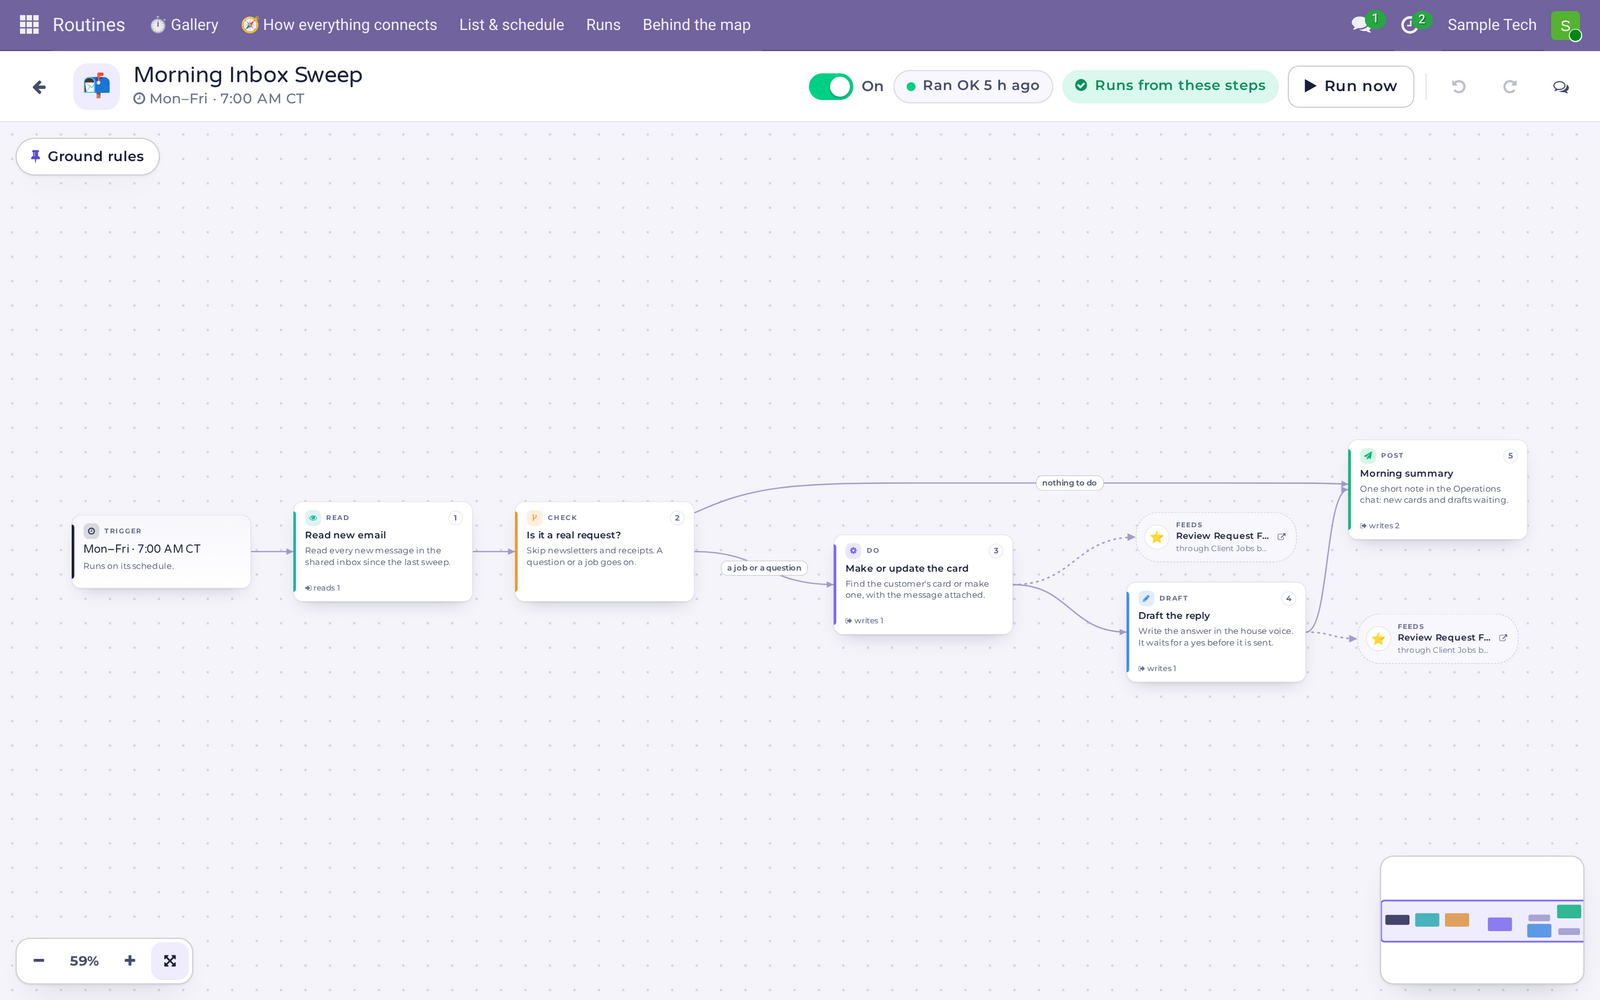 Routines
Gallery
How everything connects
List & schedule
Runs
Behind the map
1
2
Sample Tech
S
Morning Inbox Sweep
Mon–Fri · 7:00 AM CT
On
Ran OK 5 h ago
Runs from these steps
Run now
Ground rules
TRIGGER
Mon–Fri · 7:00 AM CT
Runs on its schedule.
READ
1
Read new email
Read every new message in the
shared inbox since the last sweep.
reads 1
CHECK
2
Is it a real request?
Skip newsletters and receipts. A
question or a job goes on.
nothing to do
a job or a question
DO
3
Make or update the card
Find the customer's card or make
one, with the message attached.
writes 1
FEEDS
Review Request F...
through Client Jobs b...
DRAFT
4
Draft the reply
Write the answer in the house voice.
It waits for a yes before it is sent.
writes 1
POST
5
Morning summary
One short note in the Operations
chat: new cards and drafts waiting.
writes 2
FEEDS
Review Request F...
through Client Jobs b...
59%